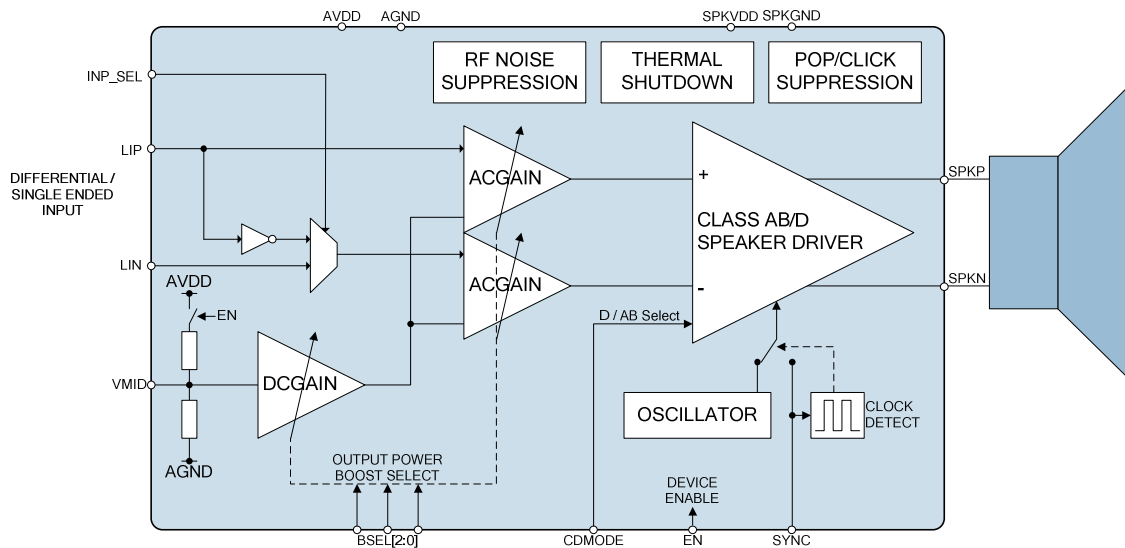 AVDD
AGND
SPKVDD
SPKGND
RF NOISE
SUPPRESSION
THERMAL
SHUTDOWN
POP/CLICK
SUPPRESSION
INP_SEL
LIP
DIFFERENTIAL /
SINGLE ENDED
INPUT
ACGAIN
+
CLASS AB/D
SPEAKER DRIVER
-
SPKP
LIN
ACGAIN
SPKN
AVDD
EN
D / AB Select
VMID
DCGAIN
OSCILLATOR
CLOCK
DETECT
AGND
OUTPUT POWER
BOOST SELECT
DEVICE
ENABLE
BSEL[2:0]
CDMODE
EN
SYNC